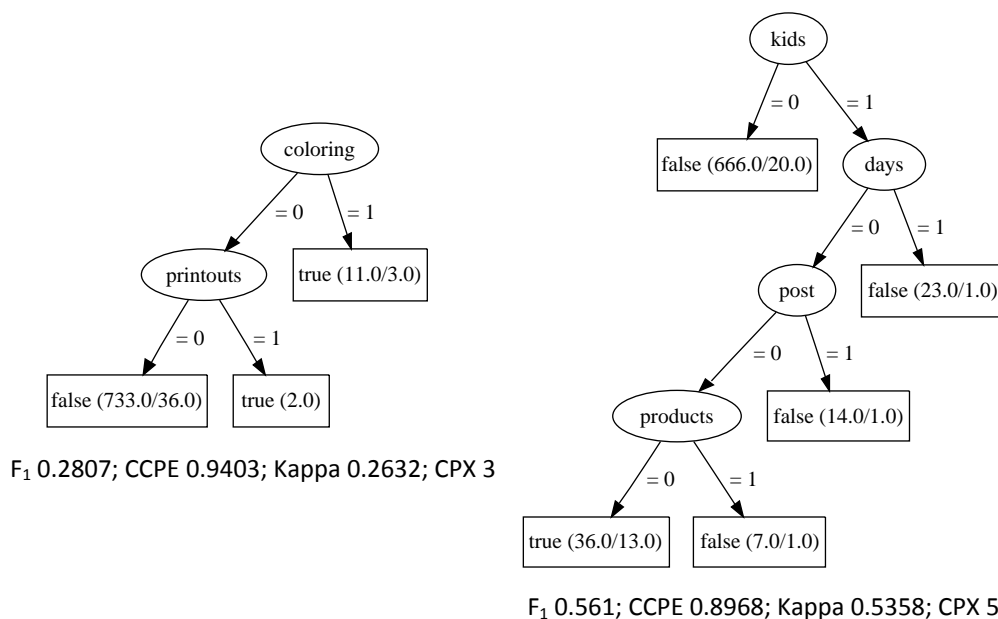 coloring
= 0
= 1
printouts
true (11.0/3.0)
= 0
= 1
false (733.0/36.0)
true (2.0)
F₁ 0.2807; CCPE 0.9403; Kappa 0.2632; CPX 3
kids
= 0
= 1
false (666.0/20.0)
days
= 0
= 1
post
false (23.0/1.0)
= 0
= 1
products
false (14.0/1.0)
= 0
= 1
true (36.0/13.0)
false (7.0/1.0)
F₁ 0.561; CCPE 0.8968; Kappa 0.5358; CPX 5